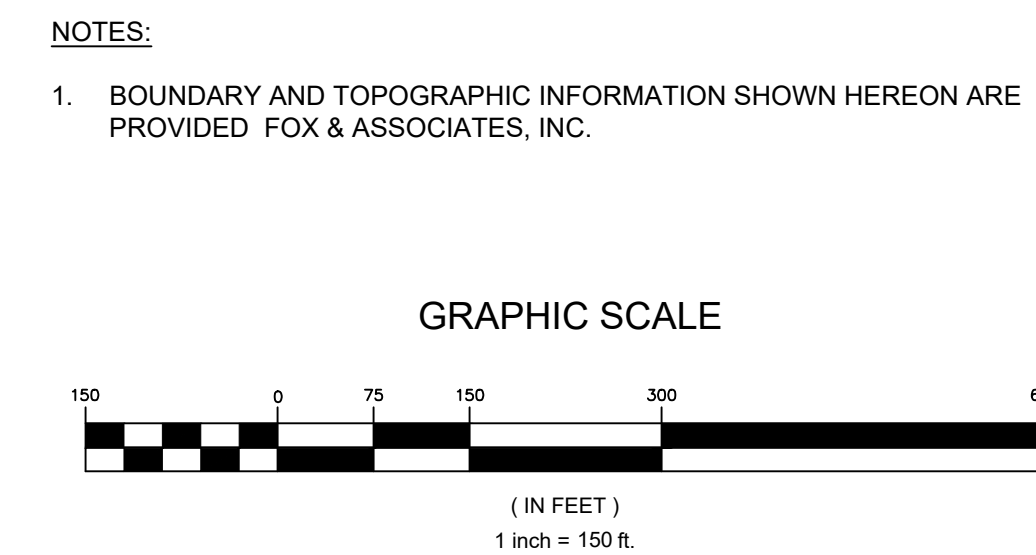 NOTES:
1. BOUNDARY AND TOPOGRAPHIC INFORMATION SHOWN HEREON ARE
PROVIDED FOX & ASSOCIATES, INC.
GRAPHIC SCALE
150 0 75 150 300
( IN FEET )
1 inch = 150 ft.